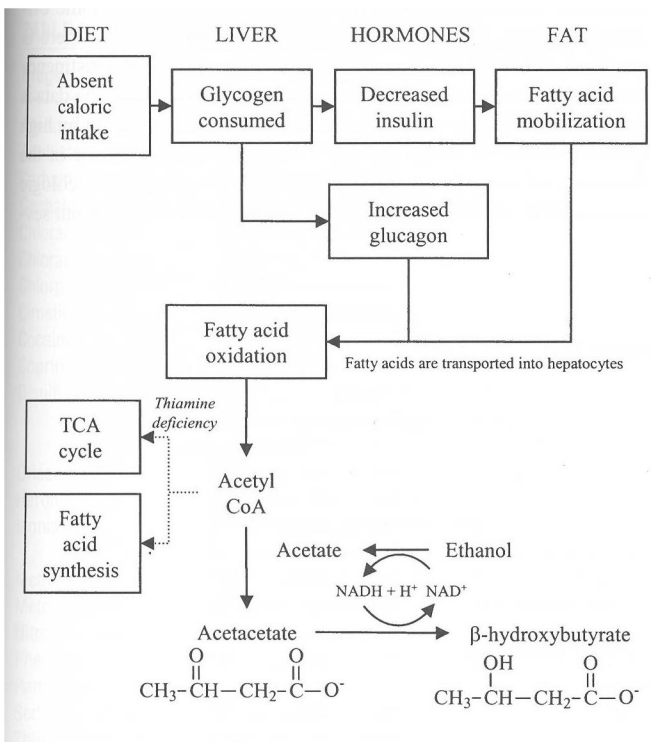 DIET LIVER HORMONES FAT
Absent
caloric
intake
Glycogen
consumed
Decreased
insulin
Fatty acid
mobilization
Increased
glucagon
Fatty acid
oxidation
Fatty acids are transported into hepatocytes
Thiamine
deficiency
TCA
cycle
Acetyl
CoA
Fatty
acid
synthesis
Acetate Ethanol
NADH + H⁺ NAD⁺
Acetacetate β-hydroxybutyrate
O O
CH₃-CH-CH₂-C-O⁻
OH O
CH₃-CH-CH₂-C-O⁻